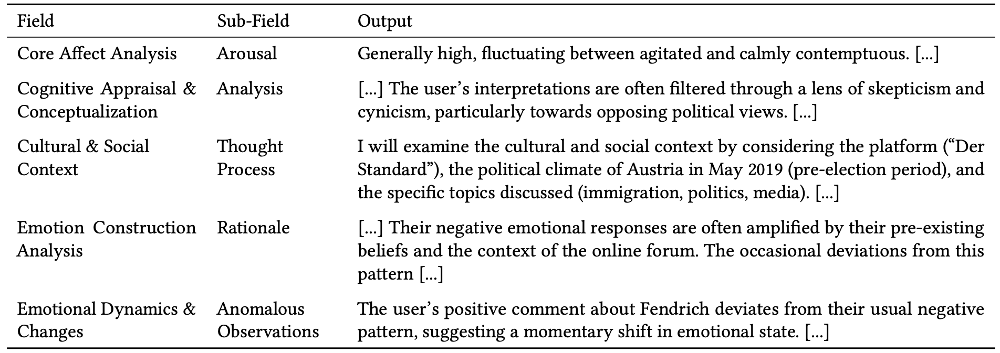 Field Sub-Field Output
Core Affect Analysis Arousal Generally high, fluctuating between agitated and calmly contemptuous. [...]
Cognitive Appraisal & Analysis [...] The user’s interpretations are often filtered through a lens of skepticism and
Conceptualization cynicism, particularly towards opposing political views. [...]
Cultural & Social Thought I will examine the cultural and social context by considering the platform (“Der
Context Process Standard”), the political climate of Austria in May 2019 (pre-election period), and
the specific topics discussed (immigration, politics, media). [...]
Emotion Construction Rationale [...] Their negative emotional responses are often amplified by their pre-existing
Analysis beliefs and the context of the online forum. The occasional deviations from this
pattern [...]
Emotional Dynamics & Anomalous The user’s positive comment about Fendrich deviates from their usual negative
Changes Observations pattern, suggesting a momentary shift in emotional state. [...]